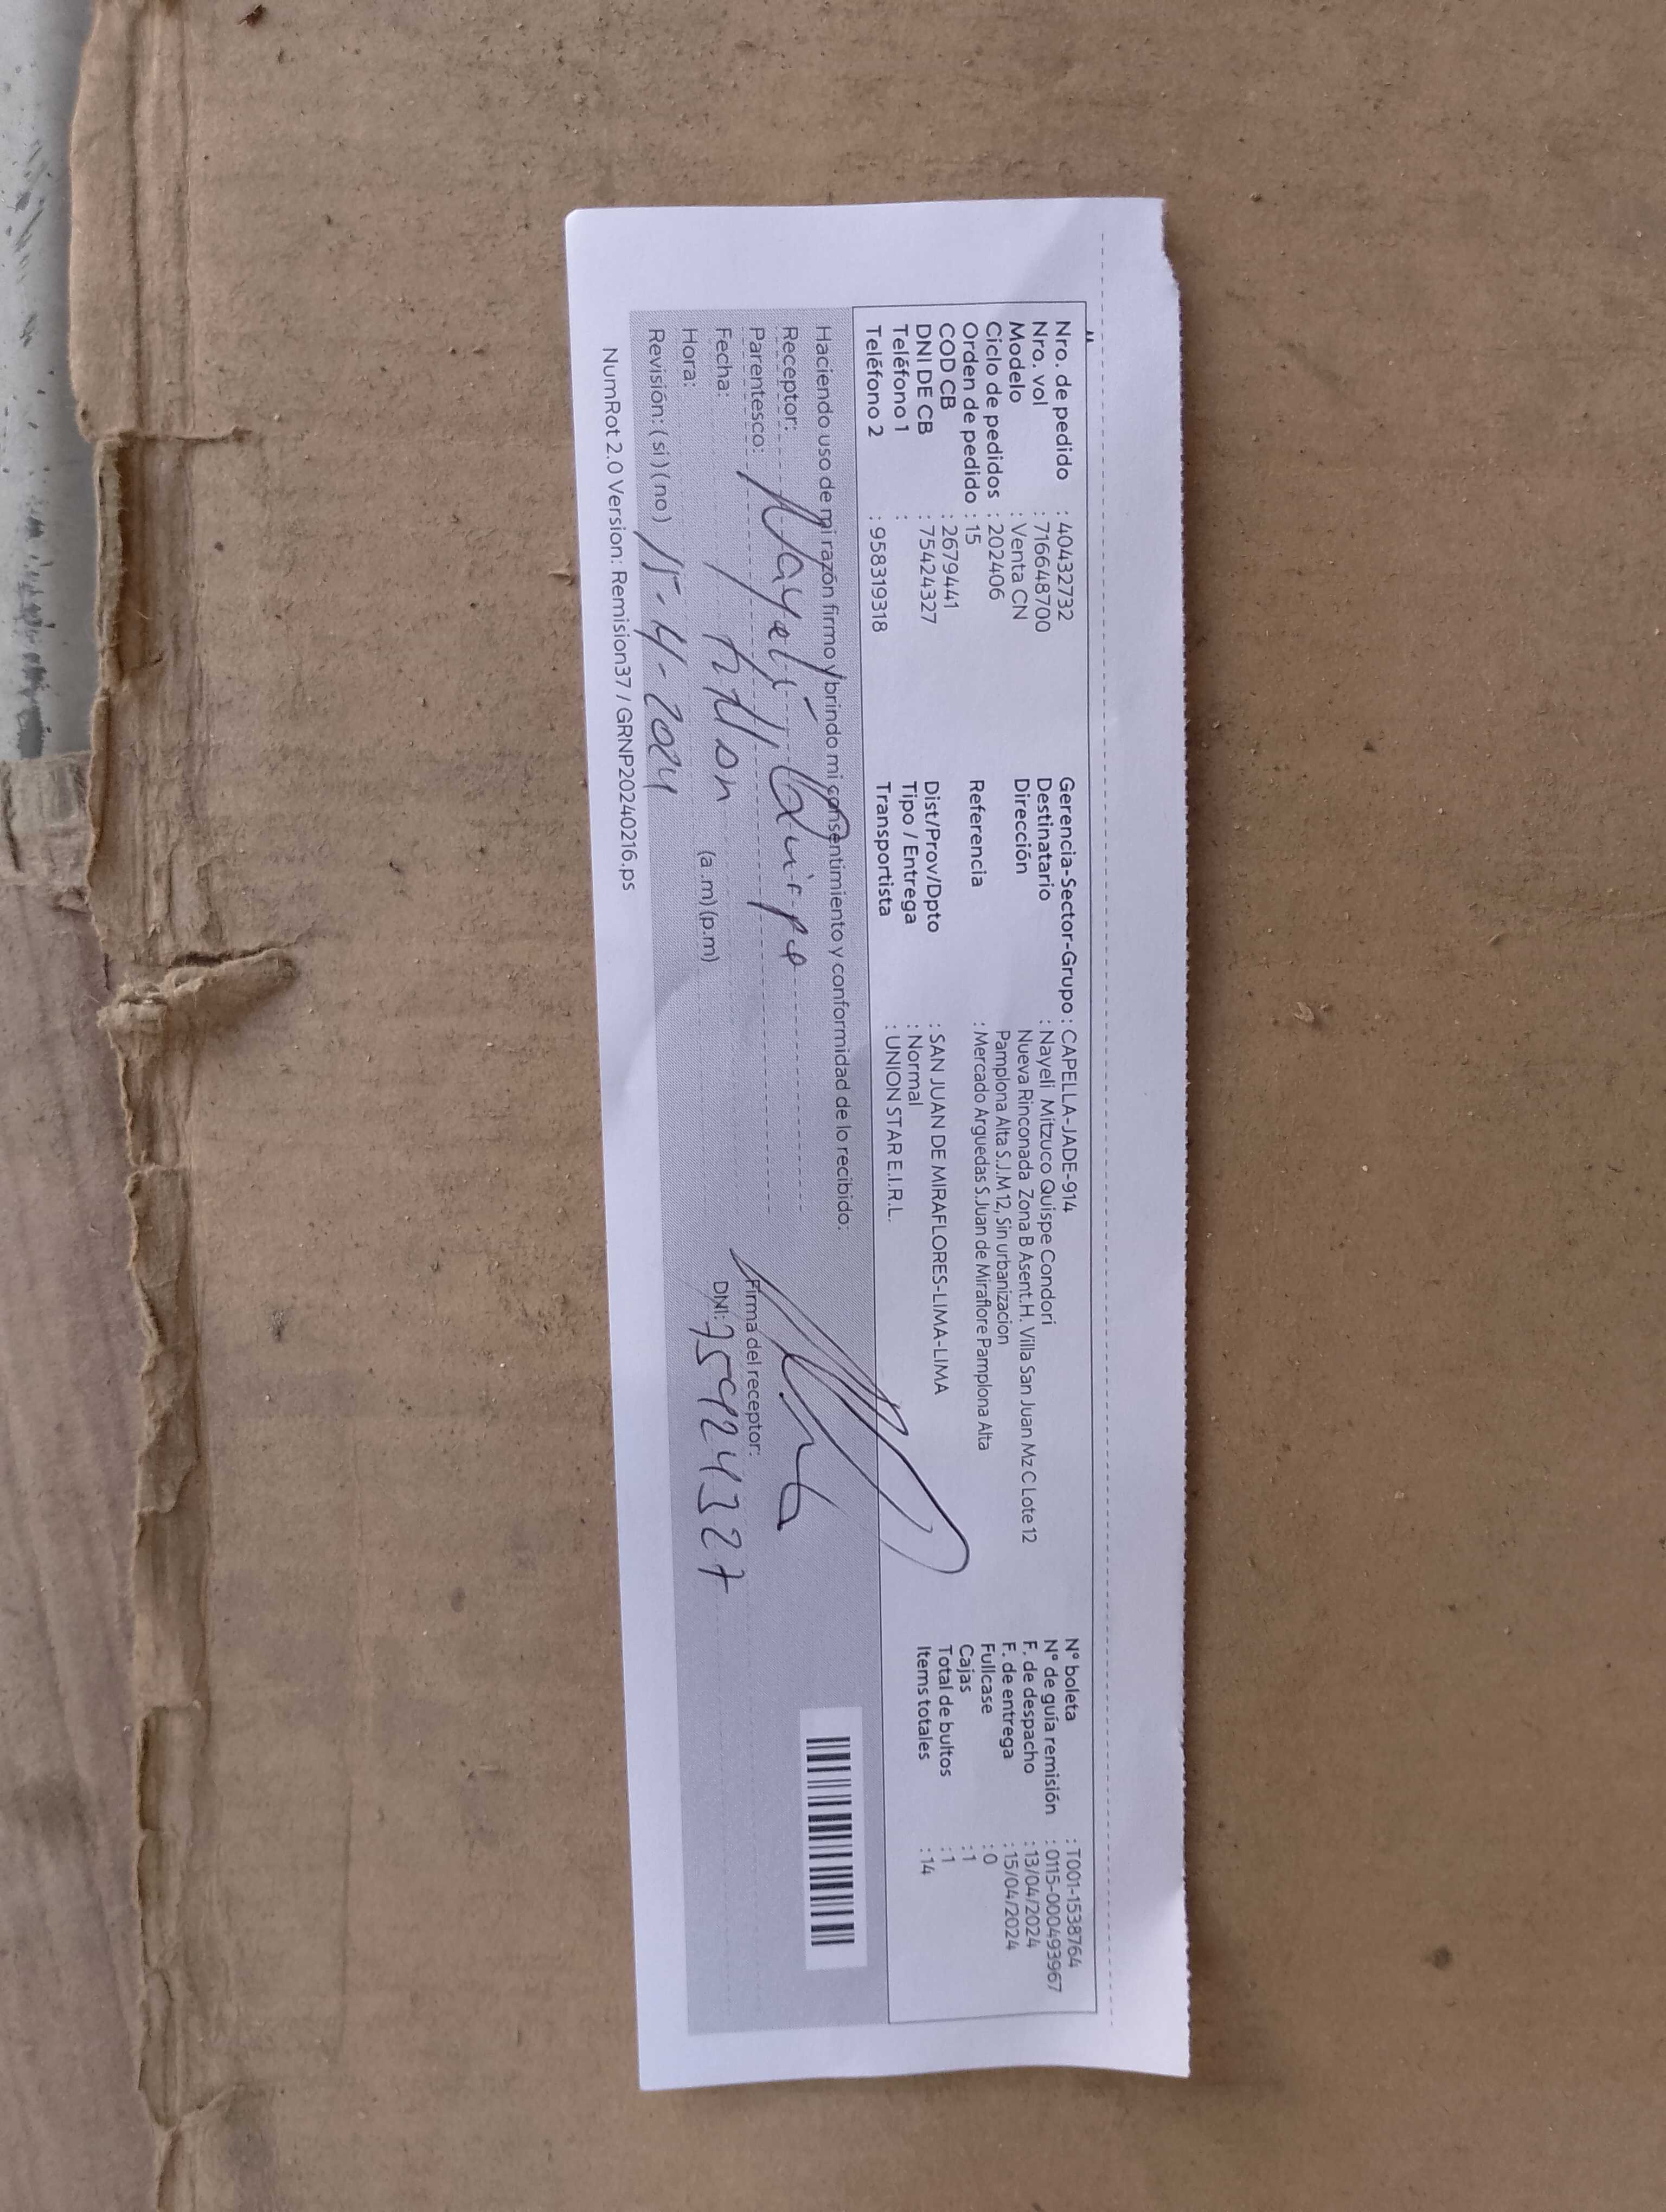 Nro. de pedido : 40432732
Nro. vol : 716648700
Modelo : Venta CN
Ciclo de pedidos : 202406
Orden de pedido : 15
COD CB : 2679441
DNI DE CB : 75424327
Teléfono 1 :
Teléfono 2 : 958319318
Gerencia-Sector-Grupo : CAPELLA-JADE-914
Destinatario : Nayeli Mitzuco Quispe Condori
Dirección Nueva Rinconada Zona B Asent.H. Villa San Juan Mz C Lote 12
Pamplona Alta S.J.M 12, Sin urbanizacion
Referencia : Mercado Arguedas S.Juan de Miraflore Pamplona Alta
Dist/Prov/Dpto : SAN JUAN DE MIRAFLORES-LIMA-LIMA
Tipo / Entrega : Normal
Transportista : UNION STAR E.I.R.L.
N° boleta : T001-1538764
N° de guía remisión : 0115-000493967
F. de despacho : 13/04/2024
F. de entrega : 15/04/2024
Fullcase : 0
Cajas : 1
Total de bultos : 1
Items totales : 14
Haciendo uso de mi razón firmo y brindo mi consentimiento y conformidad de lo recibido:
Receptor: Nayeli Quispe
Parentesco:
Fecha:
Hora: (a.m) (p.m)
Revisión: ( si ) ( no ) 15-4-2024
Firma del receptor:
DNI: 75424327
NumRot 2.0 Version: Remision37 / GRNP20240216.ps